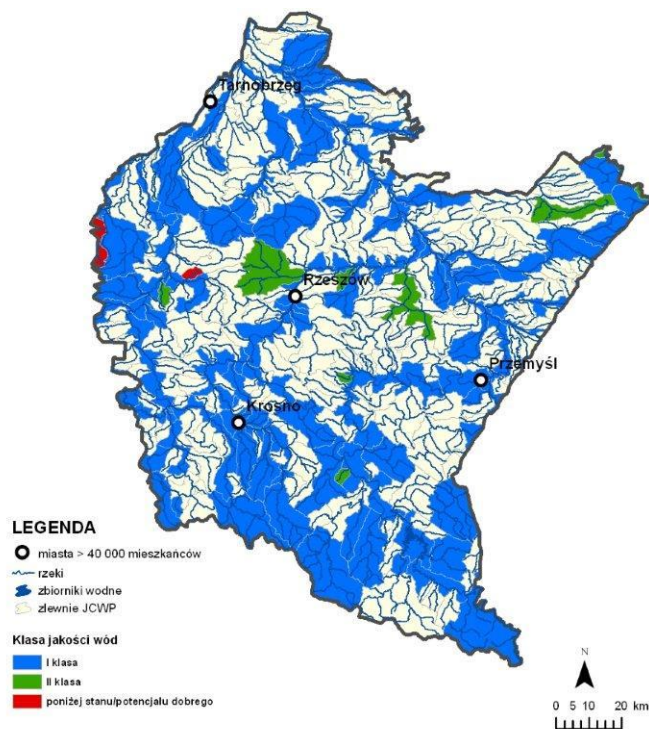 Tarnobrzeg
Rzeszów
Przemyśl
Krosno
LEGENDA
miasta > 40 000 mieszkańców
rzeki
zbiorniki wodne
zlewnie JCWP
Klasa jakości wód
I klasa
II klasa
poniżej stanu/potencjału dobrego
N
0 5 10 20 km